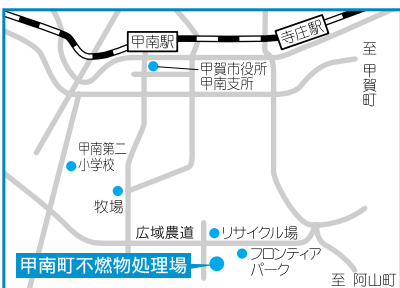 甲南駅
寺庄駅
至
甲賀町
甲賀市役所
甲南支所
甲南第二
小学校
牧場
広域農道
リサイクル場
フロンティア
パーク
甲南町不燃物処理場
至 阿山町